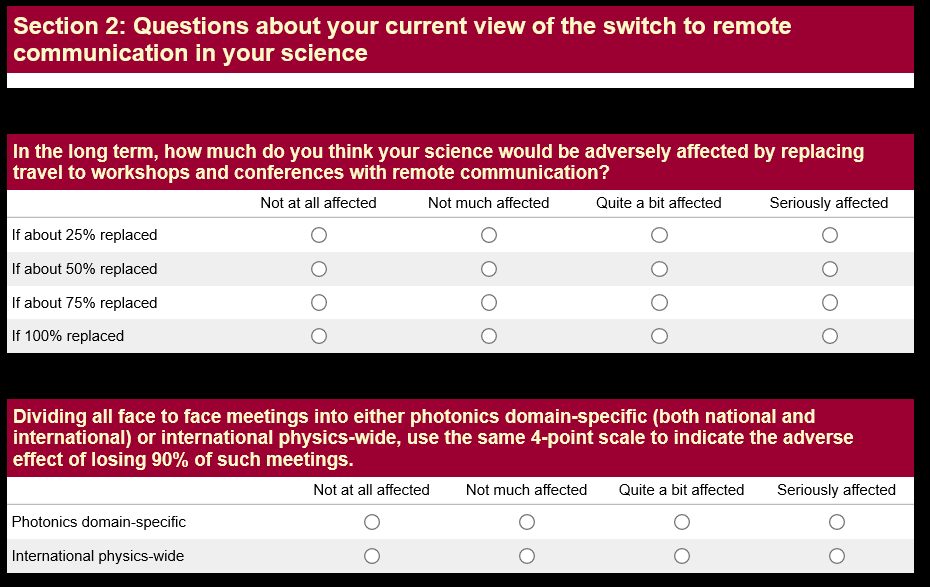 Section 2: Questions about your current view of the switch to remote
communication in your science
In the long term, how much do you think your science would be adversely affected by replacing
travel to workshops and conferences with remote communication?
Not at all affected Not much affected Quite a bit affected Seriously affected
If about 25% replaced
If about 50% replaced
If about 75% replaced
If 100% replaced
Dividing all face to face meetings into either photonics domain-specific (both national and
international) or international physics-wide, use the same 4-point scale to indicate the adverse
effect of losing 90% of such meetings.
Not at all affected Not much affected Quite a bit affected Seriously affected
Photonics domain-specific
International physics-wide